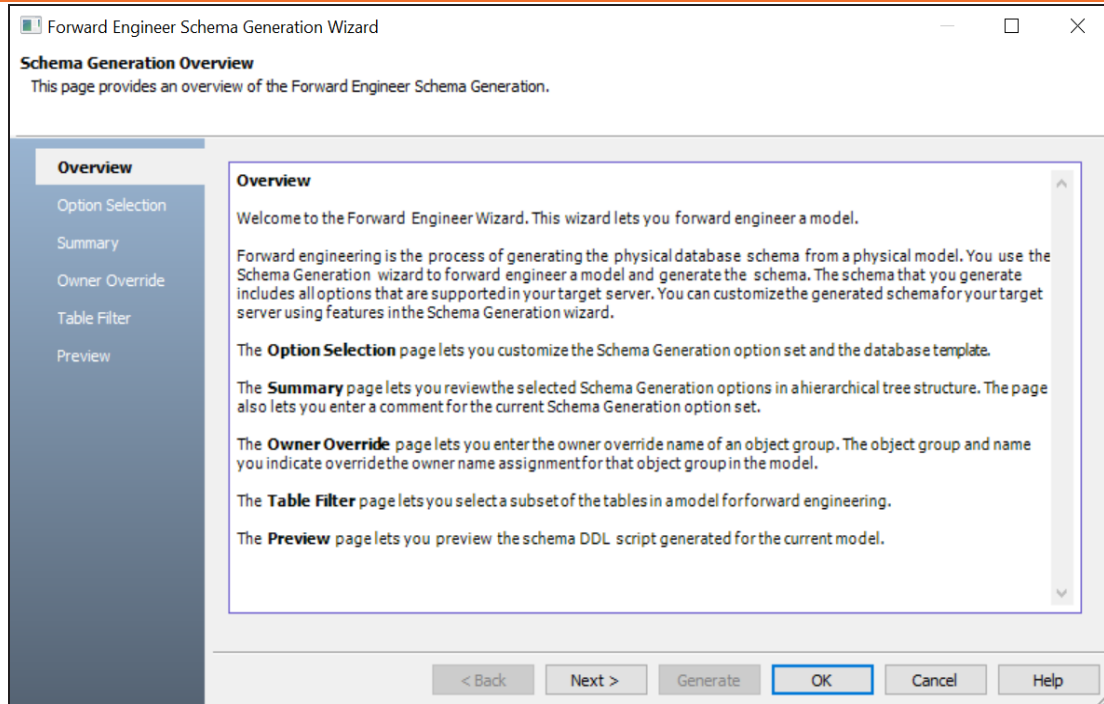 Forward Engineer Schema Generation Wizard
Schema Generation Overview
This page provides an overview of the Forward Engineer Schema Generation.
Overview
Option Selection
Summary
Owner Override
Table Filter
Preview
Overview
Welcome to the Forward Engineer Wizard. This wizard lets you forward engineer a model.
Forward engineering is the process of generating the physical database schema from a physical model. You use the
Schema Generation wizard to forward engineer a model and generate the schema. The schema that you generate
includes all options that are supported in your target server. You can customize the generated schema for your target
server using features in the Schema Generation wizard.
The Option Selection page lets you customize the Schema Generation option set and the database template.
The Summary page lets you review the selected Schema Generation options in a hierarchical tree structure. The page
also lets you enter a comment for the current Schema Generation option set.
The Owner Override page lets you enter the owner override name of an object group. The object group and name
you indicate override the owner name assignment for that object group in the model.
The Table Filter page lets you select a subset of the tables in a model for forward engineering.
The Preview page lets you preview the schema DDL script generated for the current model.
< Back
Next >
Generate
OK
Cancel
Help